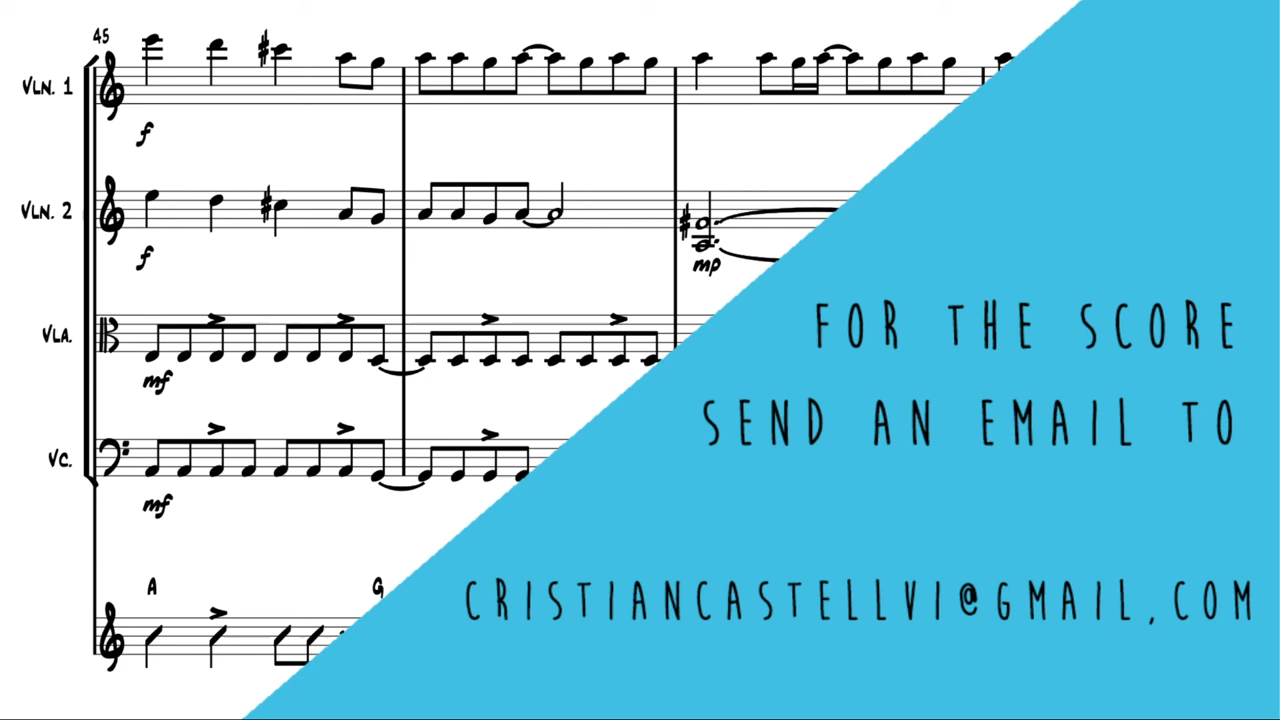 45
VLN. 1
f
VLN. 2
f
mp
VLA.
mf
VC.
mf
A G
FOR THE SCORE
SEND AN EMAIL TO
CRISTIANCASTELLVI@GMAIL,COM